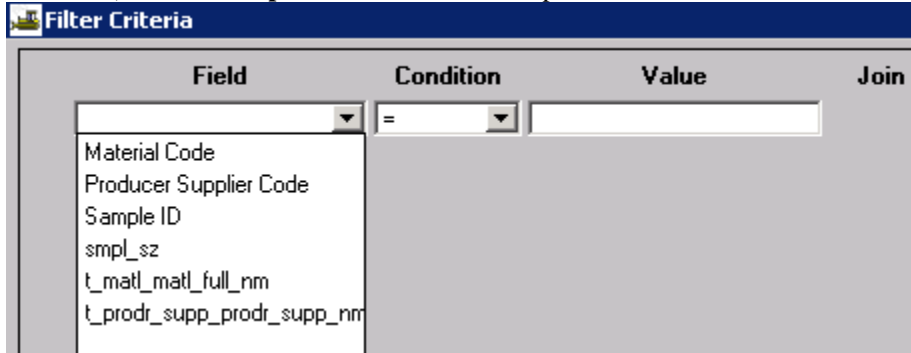 Filter Criteria
Field Condition Value Join
=
Material Code
Producer Supplier Code
Sample ID
smpl_sz
t_matl_matl_full_nm
t_prodr_supp_prodr_supp_nm